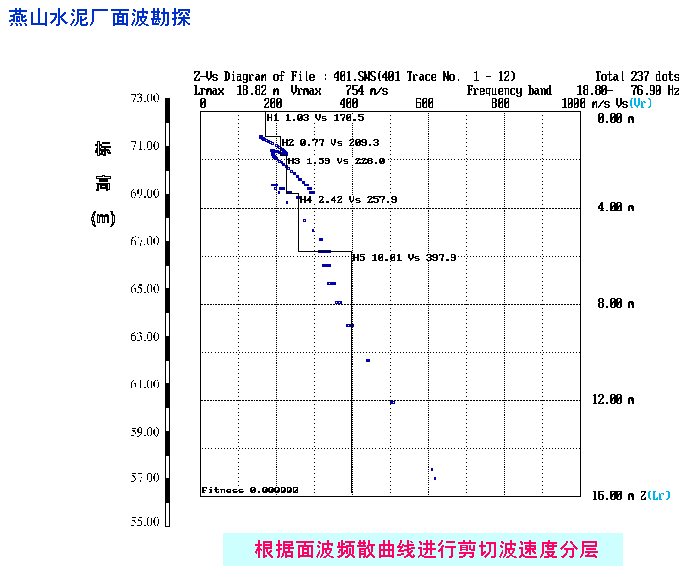 燕山水泥厂面波勘探
Z-Vs Diagram of File : 401.SWS(401 Trace No. 1 - 12) Total 237 dots
Lrmax 18.82 m Vrmax 754 m/s Frequency band 18.80- 76.90 Hz
0 200 400 600 800 1000 m/s Vs(Vr)
73.00
0.00 m
H1 1.03 Vs 170.5
71.00
H2 0.77 Vs 209.3
H3 1.59 Vs 228.0
高程(m)
69.00
H4 2.42 Vs 257.9
4.00 m
67.00
H5 10.01 Vs 397.9
65.00
8.00 m
63.00
61.00
12.00 m
59.00
57.00
Fitness 0.000000
16.00 m Z(Lr)
55.00
根据面波频散曲线进行剪切波速度分层